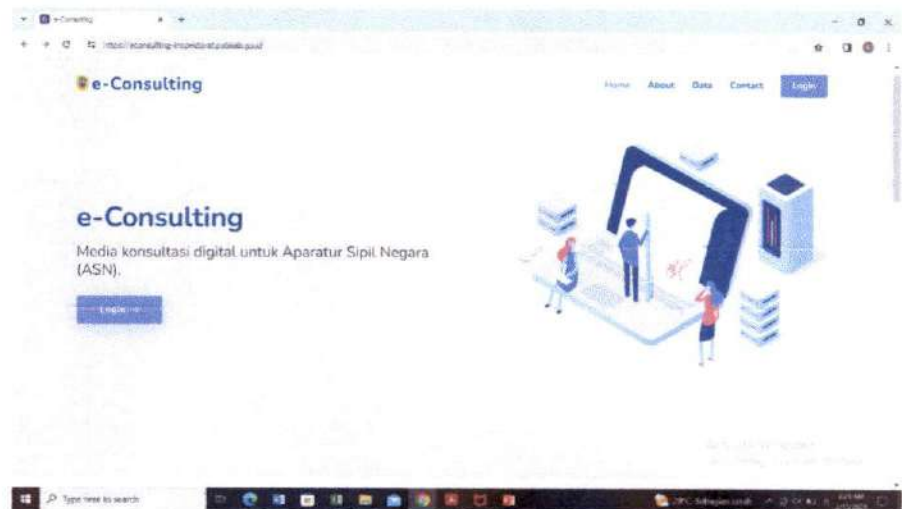 e-Consulting
e-Consulting
Home About Data Contact Login
e-Consulting
Media konsultasi digital untuk Aparatur Sipil Negara
(ASN).
Login
Type here to search